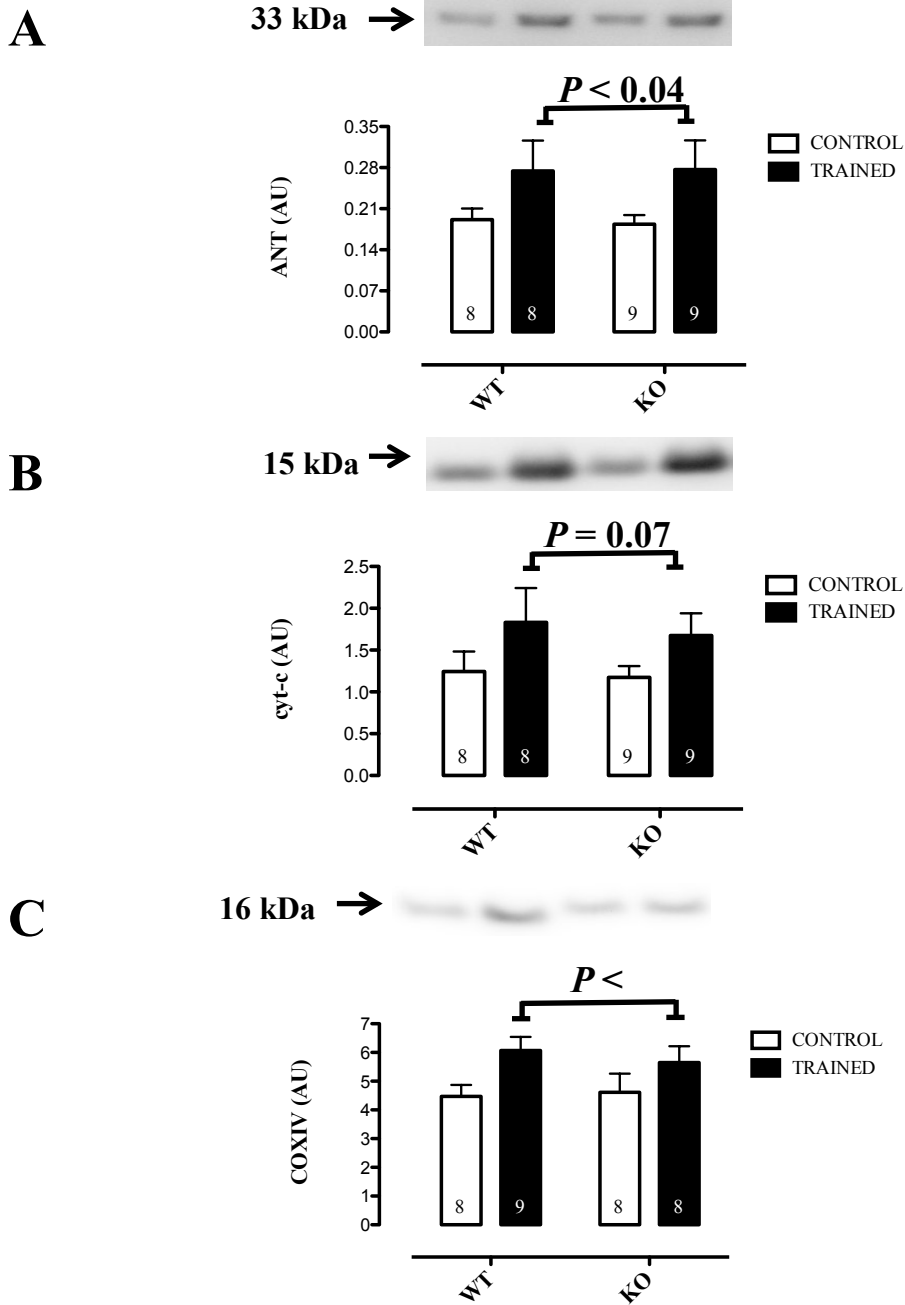 A
33 kDa
P < 0.04
0.35
0.28
0.21
0.14
0.07
0.00
ANT (AU)
8
8
9
9
CONTROL
TRAINED
WT
KO
B
15 kDa
P = 0.07
2.5
2.0
1.5
1.0
0.5
0.0
cyt-c (AU)
8
8
9
9
CONTROL
TRAINED
WT
KO
C
16 kDa
P <
7
6
5
4
3
2
1
0
COXIV (AU)
8
9
8
8
CONTROL
TRAINED
WT
KO